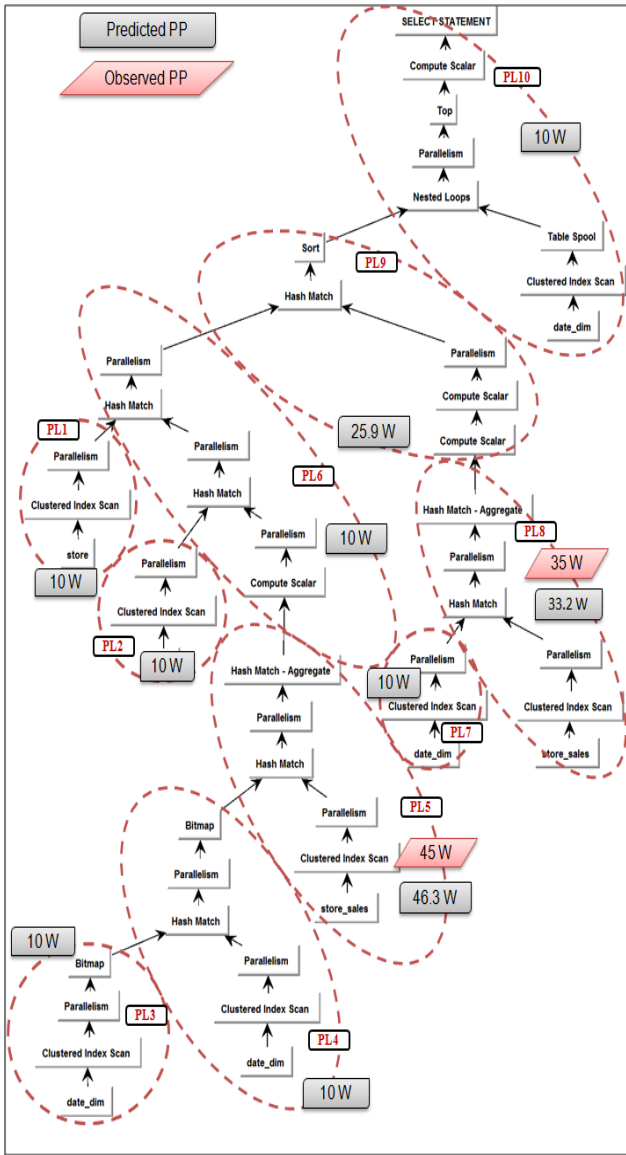 Predicted PP
Observed PP
SELECT STATEMENT
Compute Scalar
PL10
Top
10 W
Parallelism
Nested Loops
Sort
Table Spool
PL9
Clustered Index Scan
Hash Match
date_dim
Parallelism
Parallelism
Hash Match
Compute Scalar
PL1
25.9 W
Compute Scalar
Parallelism
Parallelism
PL6
Clustered Index Scan
Hash Match
Hash Match - Aggregate
PL8
store
10 W
Parallelism
10 W
Parallelism
Parallelism
35 W
Clustered Index Scan
Compute Scalar
Hash Match
33.2 W
PL2
10 W
Hash Match - Aggregate
Parallelism
Parallelism
10 W
Parallelism
Clustered Index Scan
Clustered Index Scan
PL7
Hash Match
date_dim
store_sales
PL5
Bitmap
Parallelism
Parallelism
Clustered Index Scan
45 W
Hash Match
store_sales
46.3 W
10 W
Bitmap
Parallelism
Parallelism
PL3
Clustered Index Scan
Clustered Index Scan
PL4
date_dim
date_dim
10 W